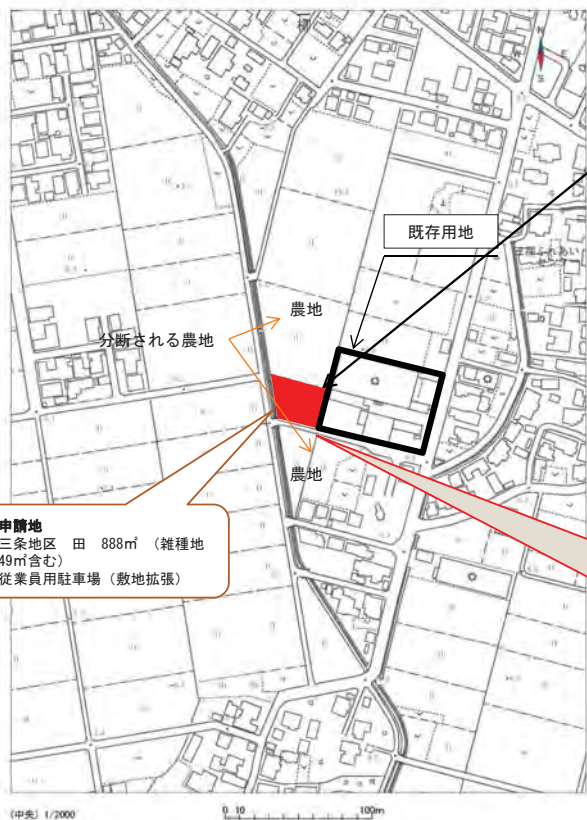 N
S
既存用地
農地
分断される農地
農地
申請地
三条地区　田　888㎡　（雑種地
49㎡含む）
従業員用駐車場（敷地拡張）
(中央) 1/2000
0 10 100m